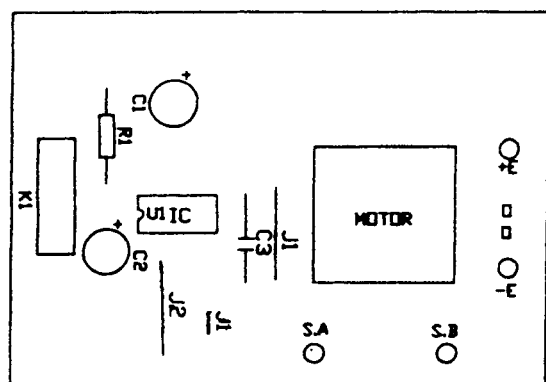 +
C1
R1
K1
+E
U1 IC
MOTOR
+
C2
C3
J1
-E
J2
J1
S.A
S.B